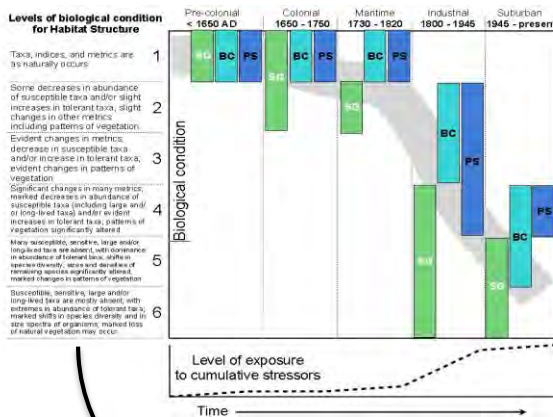 Levels of biological condition
for Habitat Structure
Pre-colonial
< 1650 AD
Colonial
1650 - 1750
Maritime
1730 - 1820
Industrial
1800 - 1945
Suburban
1945 - present
Taxa, indices, and metrics are
as naturally occurs
1
Some decreases in abundance
of susceptible taxa and/or slight
increases in tolerant taxa; slight
changes in other metrics
including patterns of vegetation
2
Evident changes in metrics;
decrease in susceptible taxa
and/or increase in tolerant taxa;
evident changes in patterns of
vegetation
3
Significant changes in many metrics;
marked decreases in abundance of
susceptible taxa (including large and/
or long-lived taxa) and/or evident
increases in tolerant taxa; patterns of
vegetation significantly altered
4
Many susceptible, sensitive, large and/or
long-lived taxa are absent, with dominance
in abundance of tolerant taxa; shifts in
species diversity; sizes and densities of
remaining species significantly altered;
marked changes in patterns of vegetation
5
Susceptible, sensitive, large and/or
long-lived taxa are mostly absent, with
extremes in abundance of tolerant taxa;
marked shifts in species diversity and in
size spectra of organisms; marked loss
of natural vegetation may occur
6
Biological condition
SG
BC
PS
SG
BC
PS
SG
BC
PS
SG
BC
PS
SG
BC
PS
Level of exposure
to cumulative stressors
Time